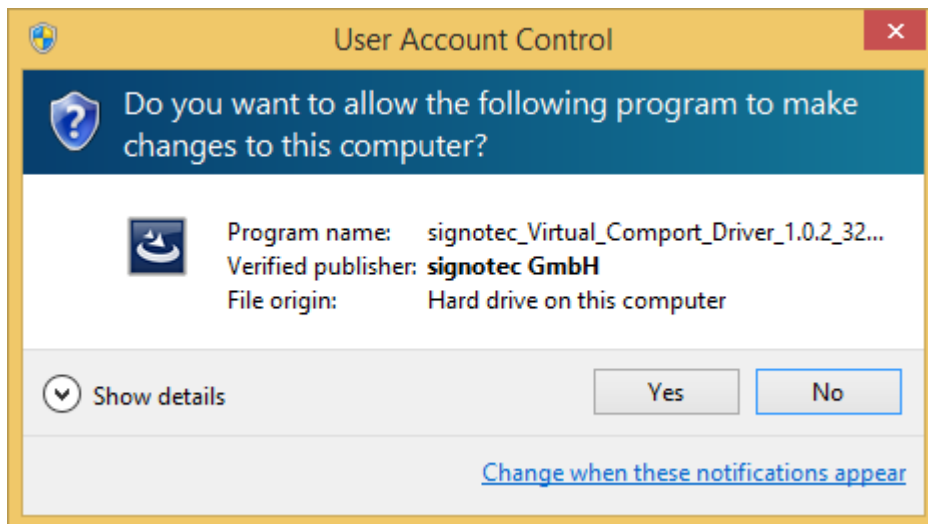 User Account Control
Do you want to allow the following program to make
changes to this computer?
Program name: signotec_Virtual_Comport_Driver_1.0.2_32...
Verified publisher: signotec GmbH
File origin: Hard drive on this computer
Show details
Yes
No
Change when these notifications appear